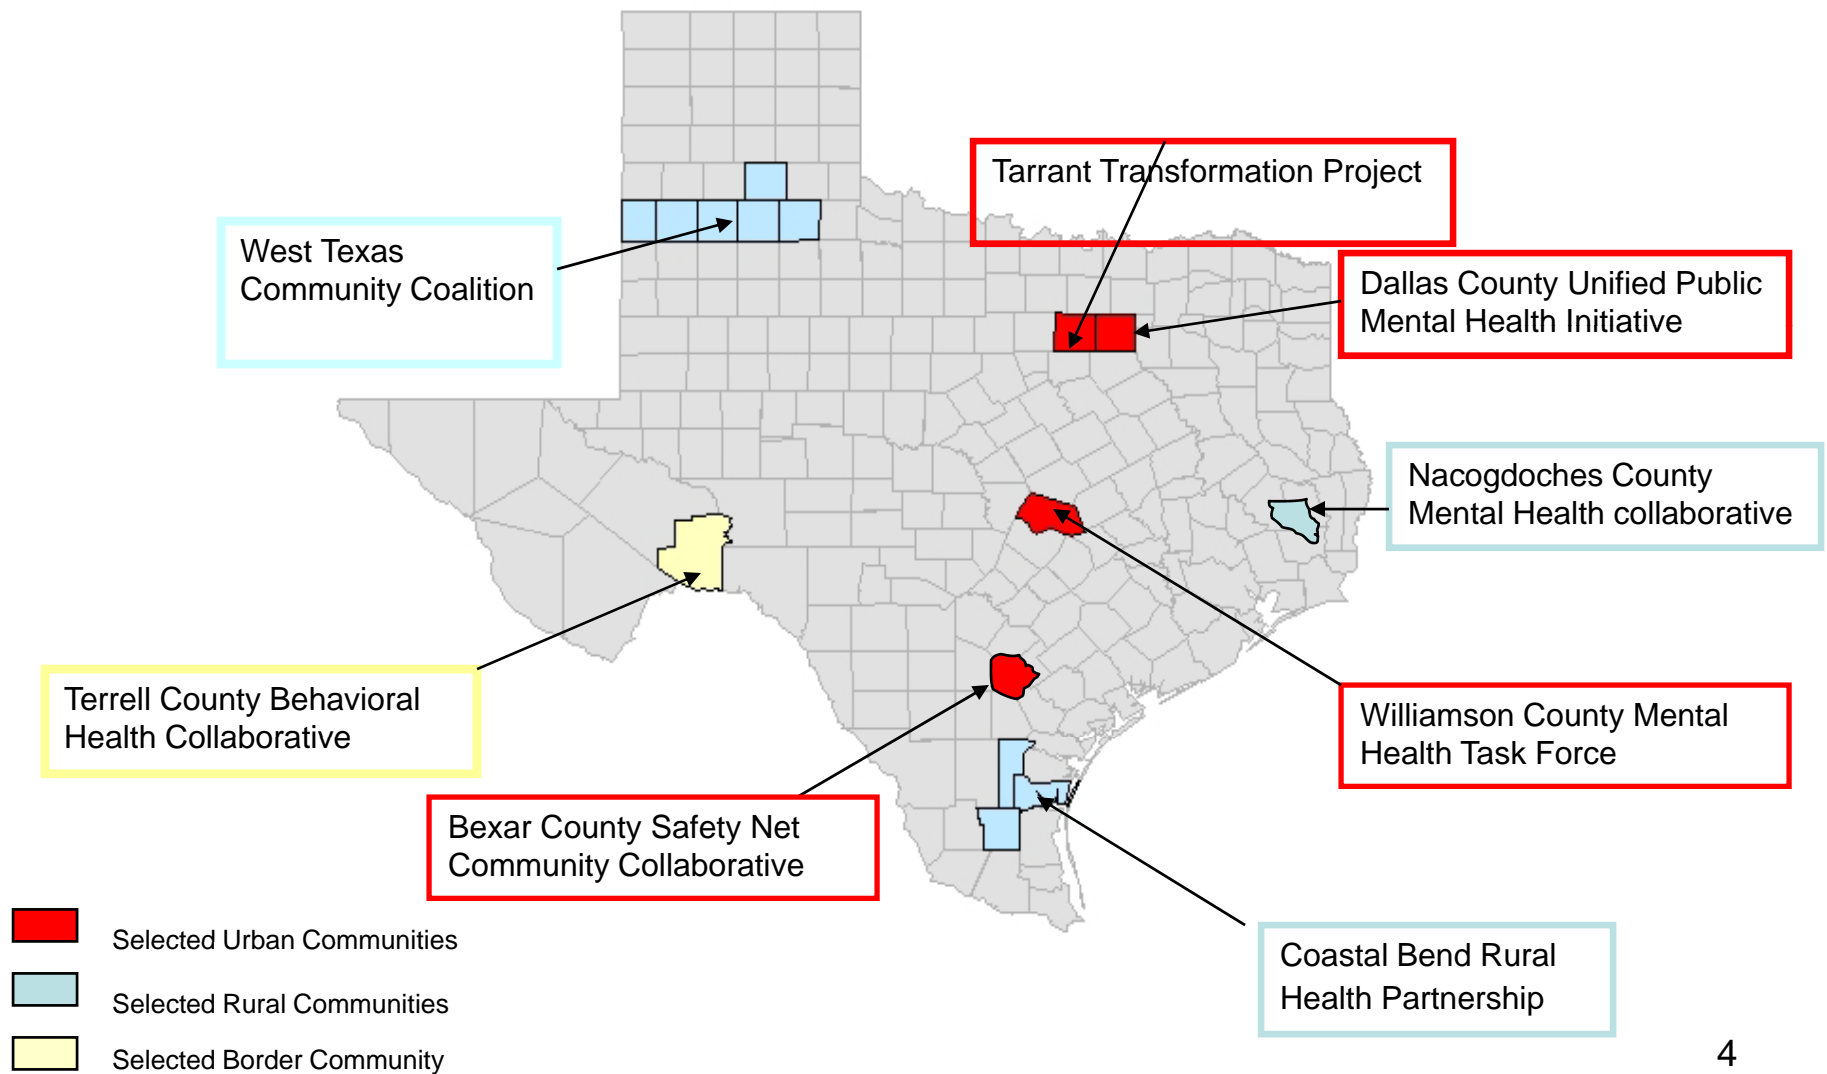 Tarrant Transformation Project
West Texas
Community Coalition
Dallas County Unified Public
Mental Health Initiative
Nacogdoches County
Mental Health collaborative
Terrell County Behavioral
Health Collaborative
Williamson County Mental
Health Task Force
Bexar County Safety Net
Community Collaborative
Coastal Bend Rural
Health Partnership
Selected Urban Communities
Selected Rural Communities
Selected Border Community
4